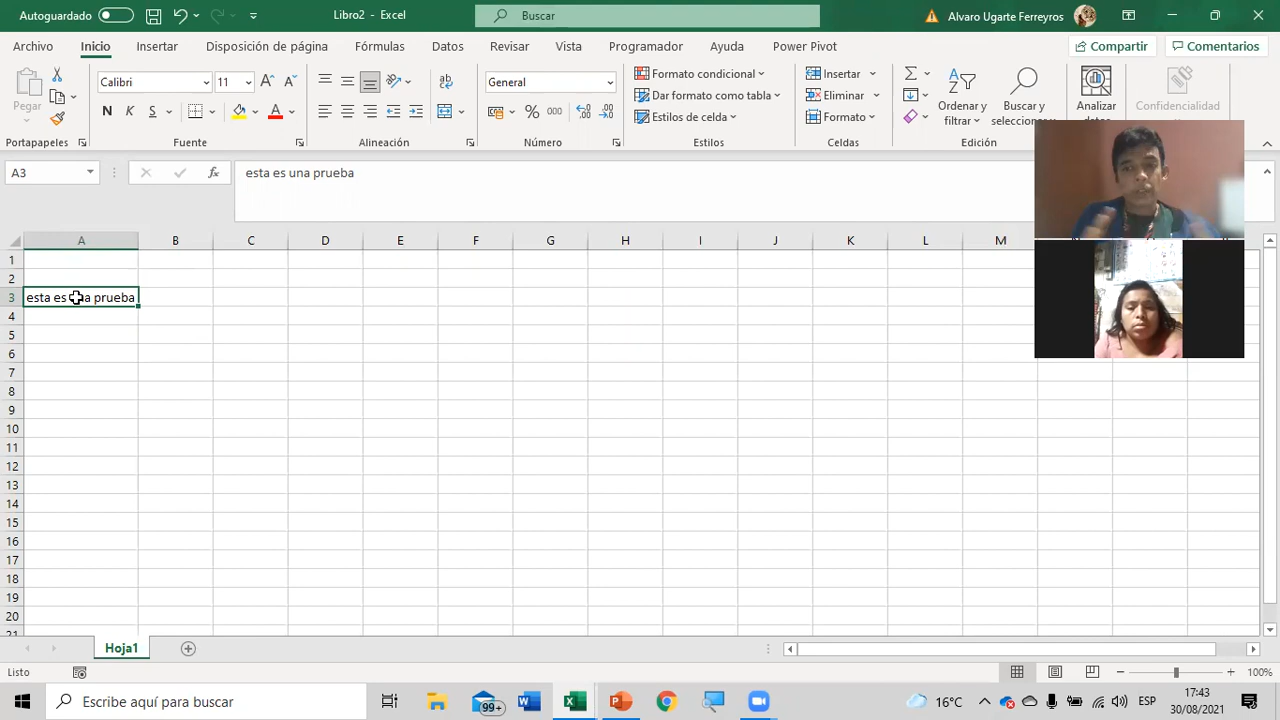 Autoguardado
Libro2 - Excel
Buscar
Alvaro Ugarte Ferreyros
Archivo Inicio Insertar Disposición de página Fórmulas Datos Revisar Vista Programador Ayuda Power Pivot
Compartir Comentarios
Pegar
Calibri 11
N K S
General
% 000
Formato condicional
Dar formato como tabla
Estilos de celda
Insertar
Eliminar
Formato
Ordenar y filtrar
Buscar y seleccionar
Analizar datos
Confidencialidad
Portapapeles Fuente Alineación Número Estilos Celdas Edición
A3 fx esta es una prueba
A B C D E F G H I J K L M
1
2
3 esta es una prueba
4
5
6
7
8
9
10
11
12
13
14
15
16
17
18
19
20
21
Hoja1
Listo
100%
Escribe aquí para buscar
99+
16°C
ESP
17:43
30/08/2021